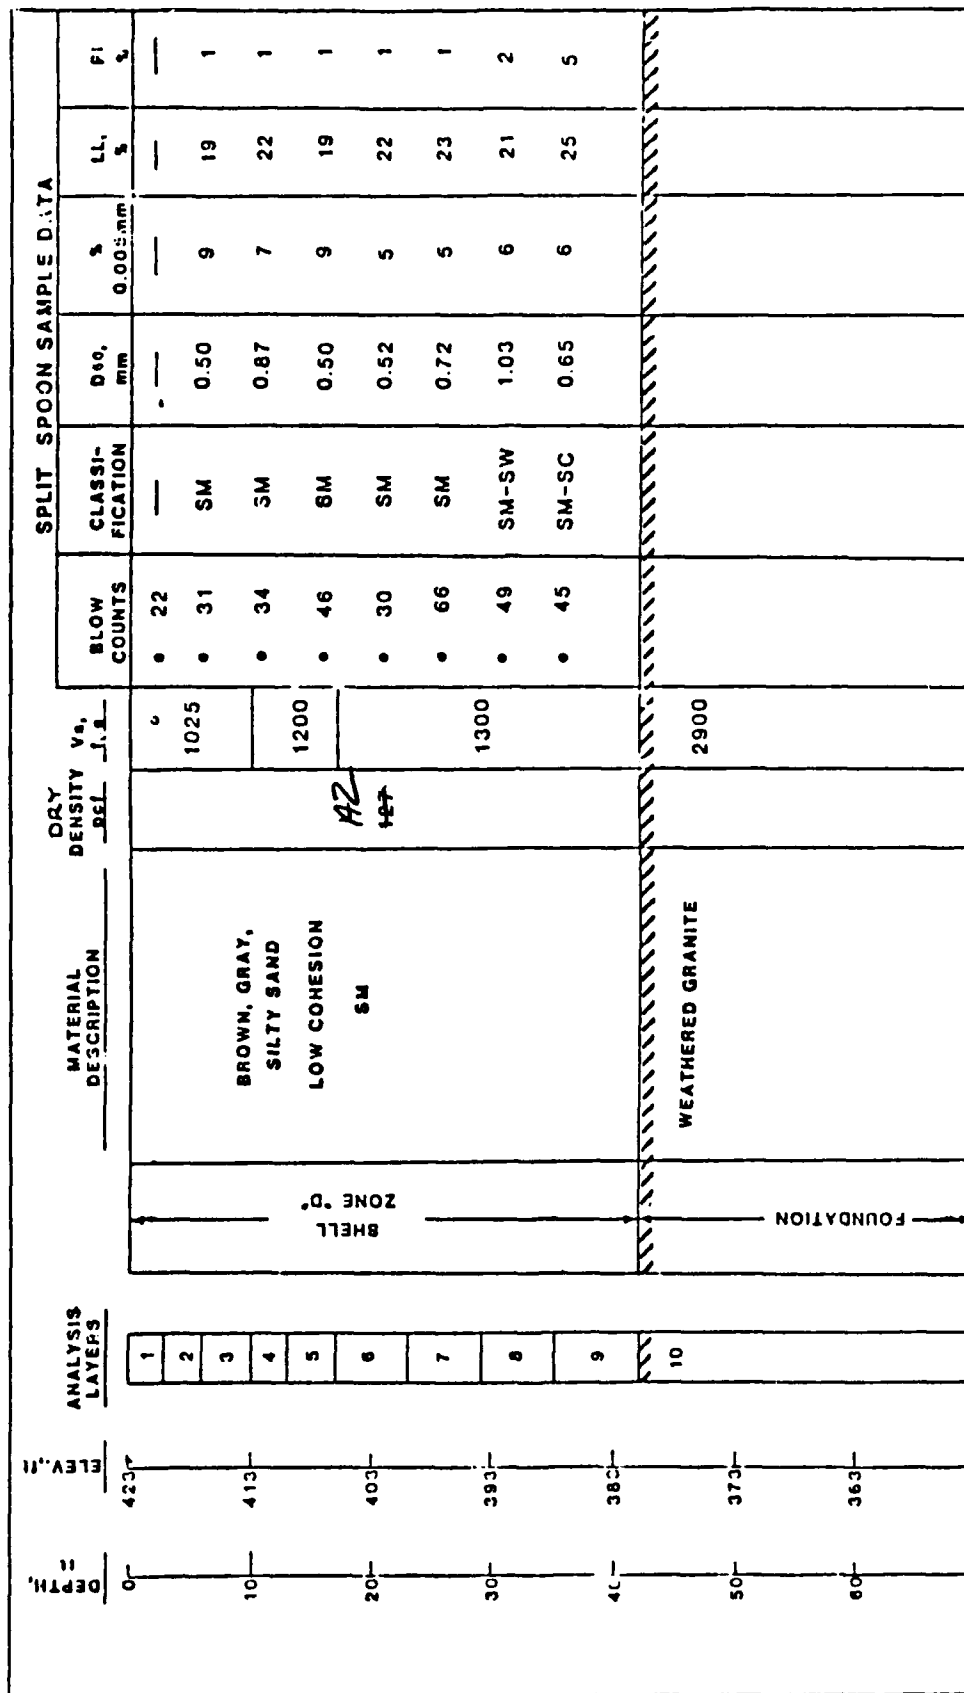 SPLIT SPOON SAMPLE DATA
DEPTH, ft
ELEV., ft
ANALYSIS LAYERS
MATERIAL DESCRIPTION
DRY DENSITY pcf
Vs,
BLOW COUNTS
CLASSI-FICATION
D50, mm
% 0.005mm
LL, %
PI %
0
10
20
30
50
60
423
413
403
393
383
373
363
1
2
3
4
5
6
7
8
9
10
SHELL
ZONE "D"
FOUNDATION
BROWN, GRAY,
SILTY SAND
LOW COHESION
SM
WEATHERED GRANITE
127
1025
1200
1300
2900
• 22 — — — — —
• 31 SM 0.50 9 19 1
• 34 SM 0.87 7 22 1
• 46 SM 0.50 9 19 1
• 30 SM 0.52 5 22 1
• 66 SM 0.72 5 23 1
• 49 SM-SW 1.03 6 21 2
• 45 SM-SC 0.65 6 25 5